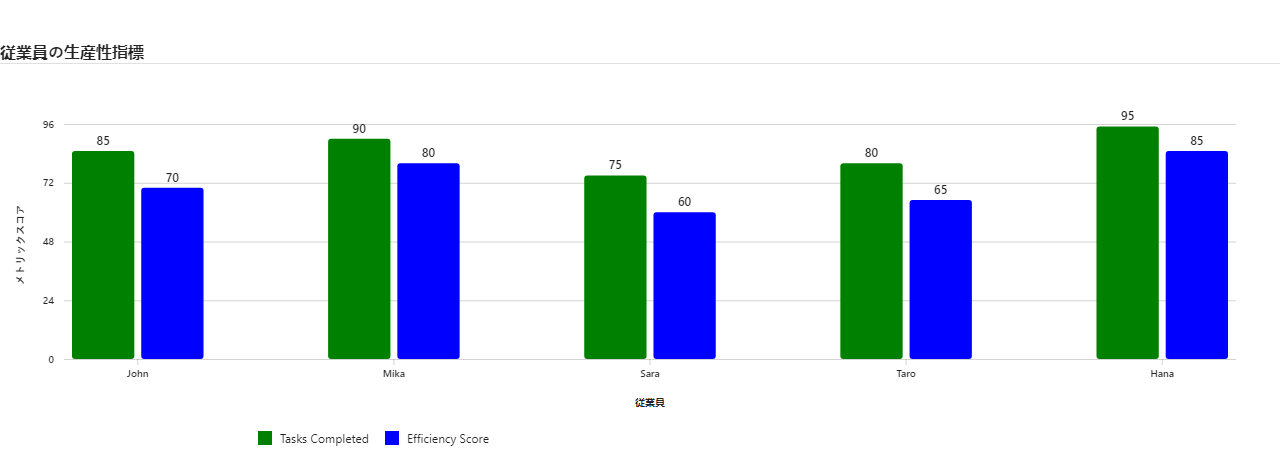 従業員の生産性指標
96
72
48
24
0
メトリックスコア
85
70
90
80
75
60
80
65
95
85
John
Mika
Sara
Taro
Hana
従業員
Tasks Completed
Efficiency Score